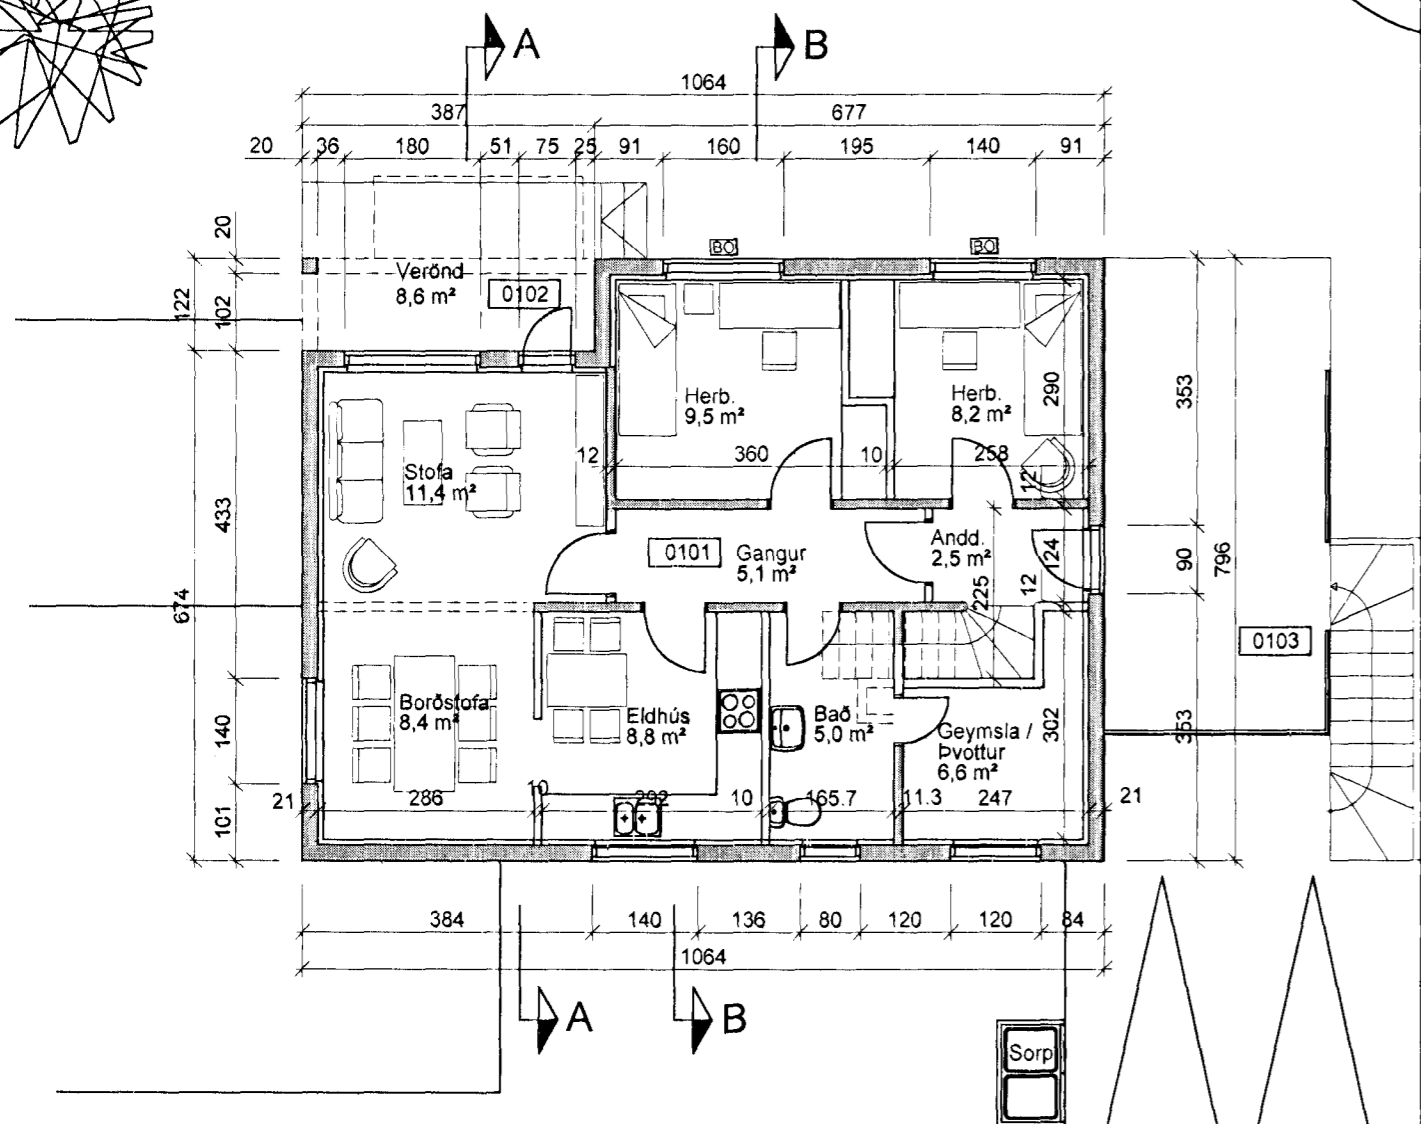 A
B
1064
387
677
20
36
180
51
75
25
91
160
195
140
91
20
122
102
433
674
140
101
BO
BO
Verönd
8,6 m²
0102
Herb.
9,5 m²
Herb.
8,2 m²
290
353
12
360
10
258
12
Stofa
11,4 m²
0101
Gangur
5,1 m²
Andd.
2,5 m²
124
12
225
90
796
0103
Borðstofa
8,4 m²
Eldhús
8,8 m²
Bað
5,0 m²
Geymsla /
Þvottur
6,6 m²
302
353
21
286
10
292
10
165.7
11.3
247
21
384
140
136
80
120
120
84
1064
A
B
Sorp